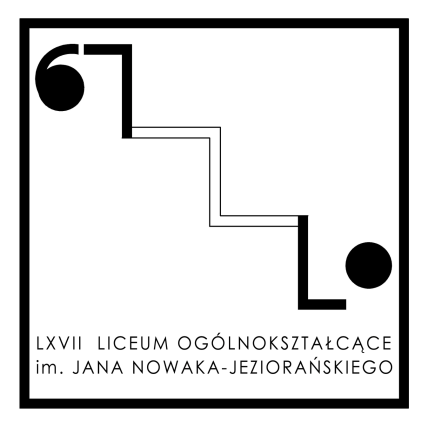 LXVII LICEUM OGÓLNOKSZTAŁCĄCE
im. JANA NOWAKA-JEZIORAŃSKIEGO